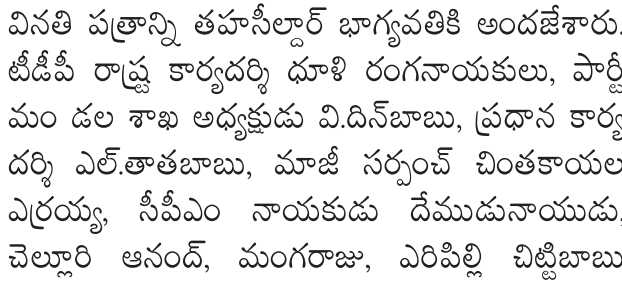 వినతి పత్రాన్ని తహసీల్దార్ భాగ్యవతికి అందజేశారు.
టీడీపీ రాష్ట్ర కార్యదర్శి ధూళి రంగనాయకులు, పార్టీ
మం డల శాఖ అధ్యక్షుడు వి.దిన్‌బాబు, ప్రధాన కార్య
దర్శి ఎల్.తాతబాబు, మాజీ సర్పంచ్ చింతకాయల
ఎర్రయ్య, సీపీఎం నాయకుడు దేముడునాయుడు,
చెల్లూరి ఆనంద్, మంగరాజు, ఎరిపిల్లి చిట్టిబాబు